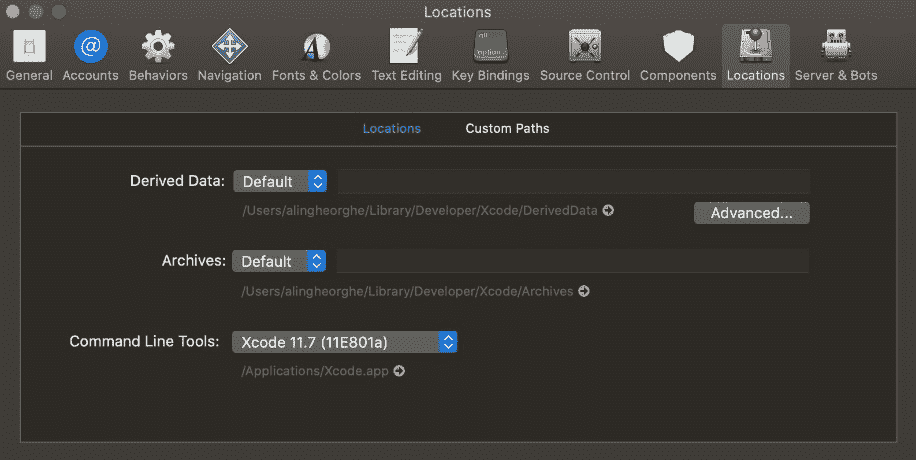 Locations
General Accounts Behaviors Navigation Fonts & Colors Text Editing Key Bindings Source Control Components Locations Server & Bots
Locations Custom Paths
Derived Data: Default
/Users/alingheorghe/Library/Developer/Xcode/DerivedData
Advanced...
Archives: Default
/Users/alingheorghe/Library/Developer/Xcode/Archives
Command Line Tools: Xcode 11.7 (11E801a)
/Applications/Xcode.app